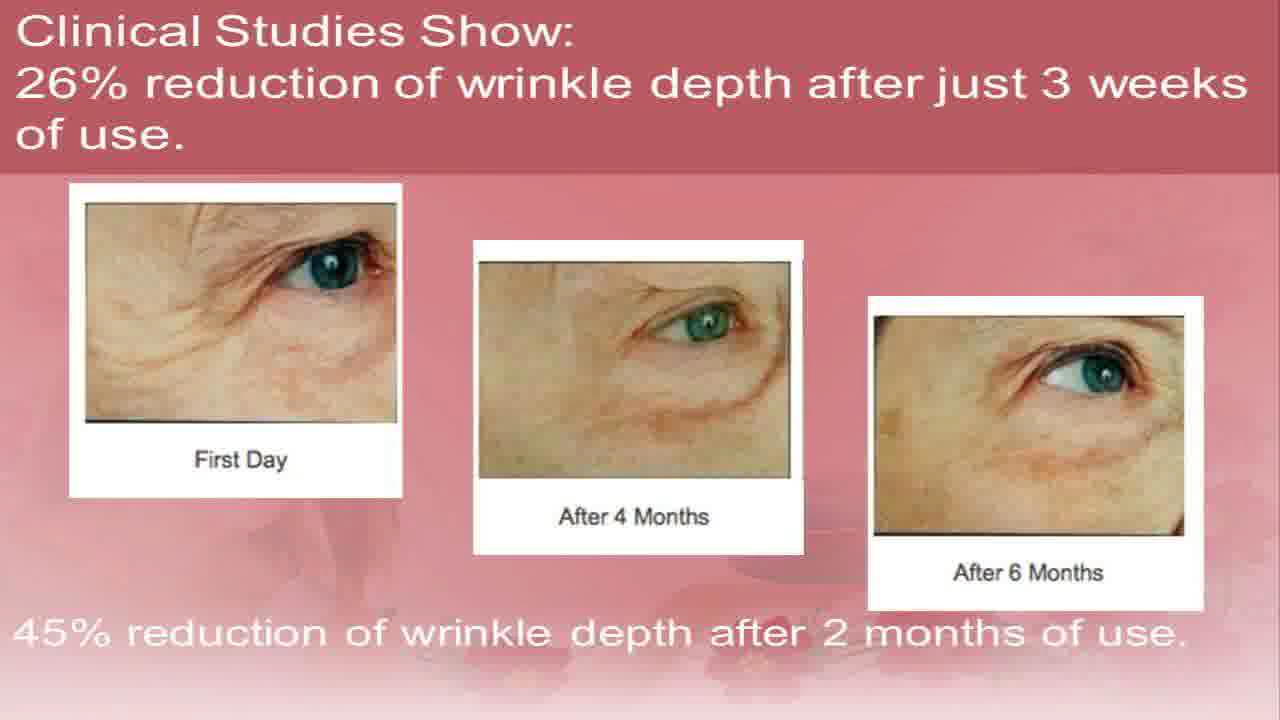 Clinical Studies Show:
26% reduction of wrinkle depth after just 3 weeks
of use.
First Day
After 4 Months
After 6 Months
45% reduction of wrinkle depth after 2 months of use.